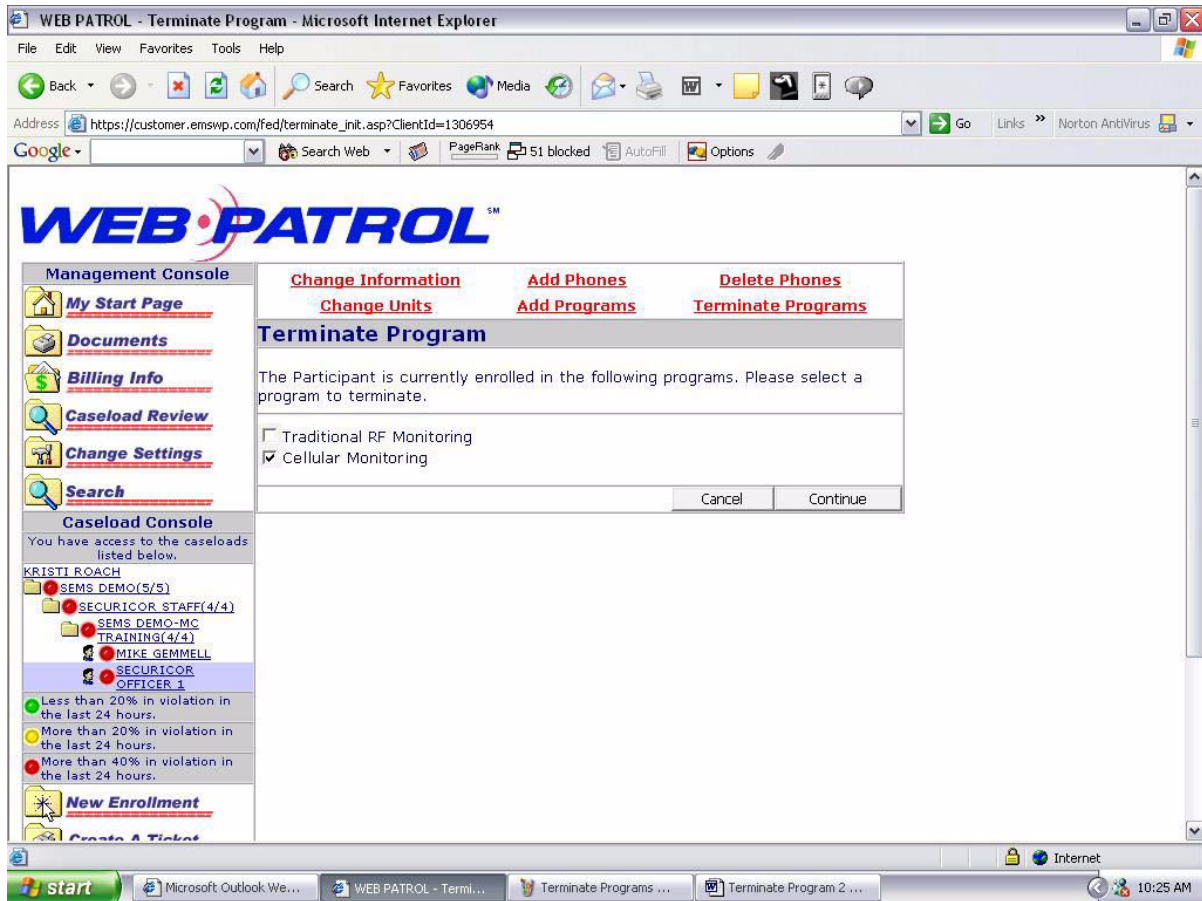 WEB PATROL - Terminate Program - Microsoft Internet Explorer
File Edit View Favorites Tools Help
Back Search Favorites Media
Address https://customer.emswp.com/fed/terminate_init.asp?ClientId=1306954 Go Links » Norton AntiVirus
Google Search Web PageRank 51 blocked AutoFill Options
WEB PATROL SM
Management Console
My Start Page
Documents
Billing Info
Caseload Review
Change Settings
Search
Caseload Console
You have access to the caseloads
listed below.
KRISTI ROACH
SEMS DEMO(5/5)
SECURICOR STAFF(4/4)
SEMS DEMO-MC
TRAINING(4/4)
MIKE GEMMELL
SECURICOR
OFFICER 1
Less than 20% in violation in
the last 24 hours.
More than 20% in violation in
the last 24 hours.
More than 40% in violation in
the last 24 hours.
New Enrollment
Create A Ticket
Change Information Add Phones Delete Phones
Change Units Add Programs Terminate Programs
Terminate Program
The Participant is currently enrolled in the following programs. Please select a
program to terminate.
Traditional RF Monitoring
Cellular Monitoring
Cancel Continue
Internet
start Microsoft Outlook We... WEB PATROL - Termi... Terminate Programs ... Terminate Program 2 ... 10:25 AM